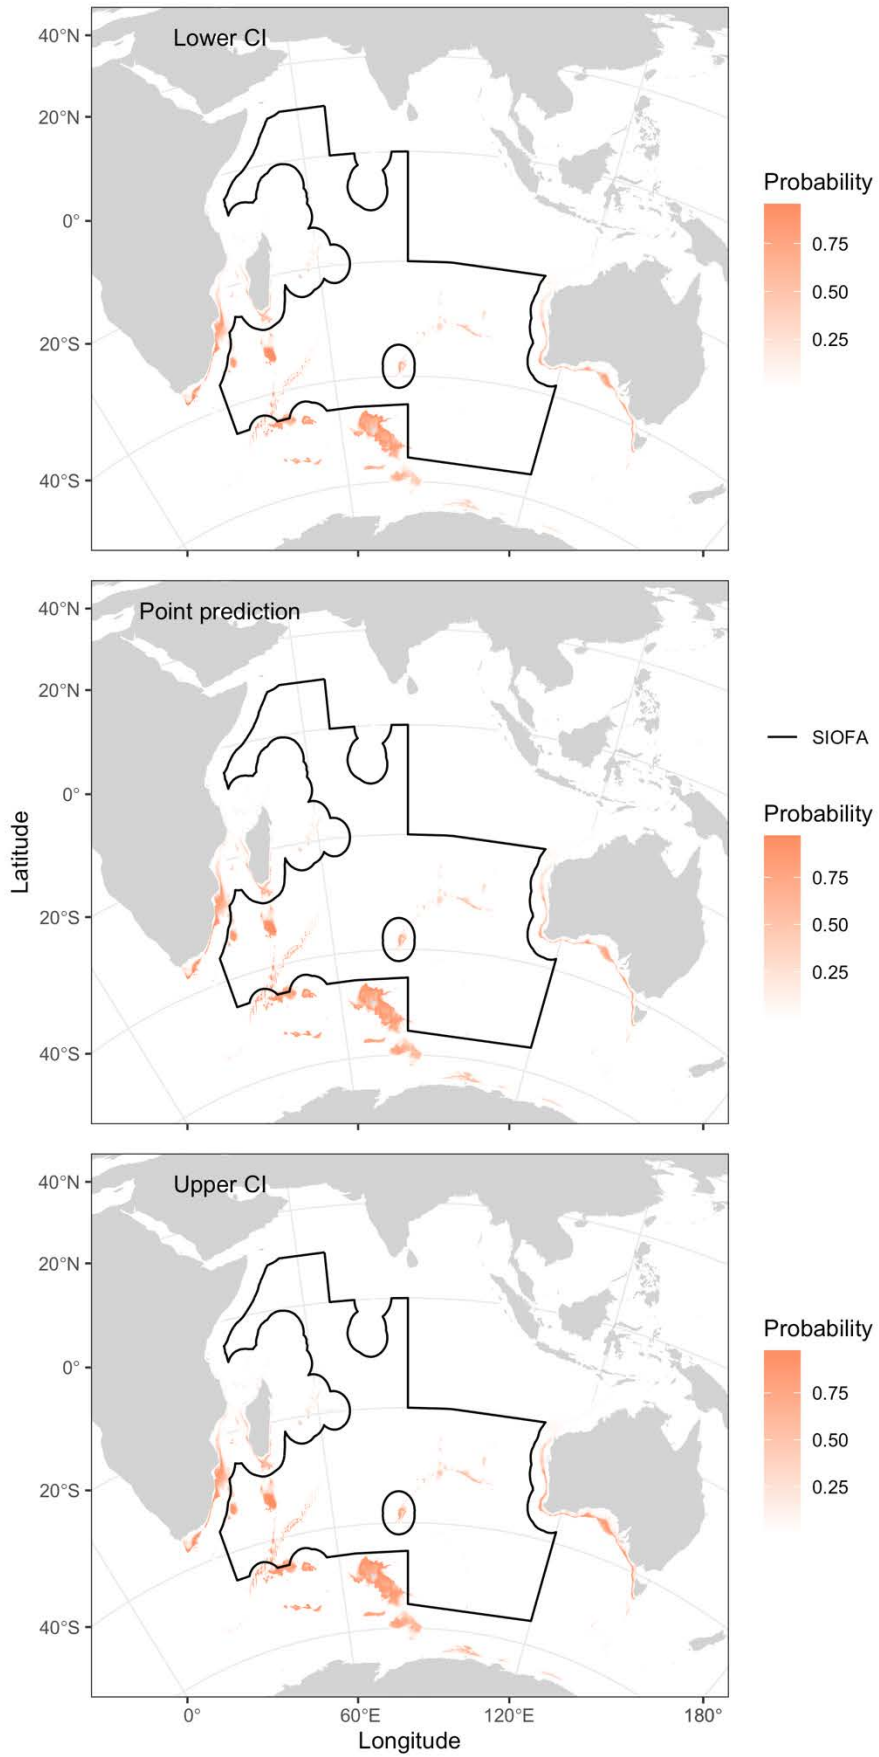 Lower CI
40°N
20°N
0°
20°S
40°S
Probability
0.75
0.50
0.25
Point prediction
40°N
20°N
0°
20°S
40°S
Latitude
SIOFA
Probability
0.75
0.50
0.25
Upper CI
40°N
20°N
0°
20°S
40°S
Probability
0.75
0.50
0.25
0°
60°E
120°E
180°
Longitude